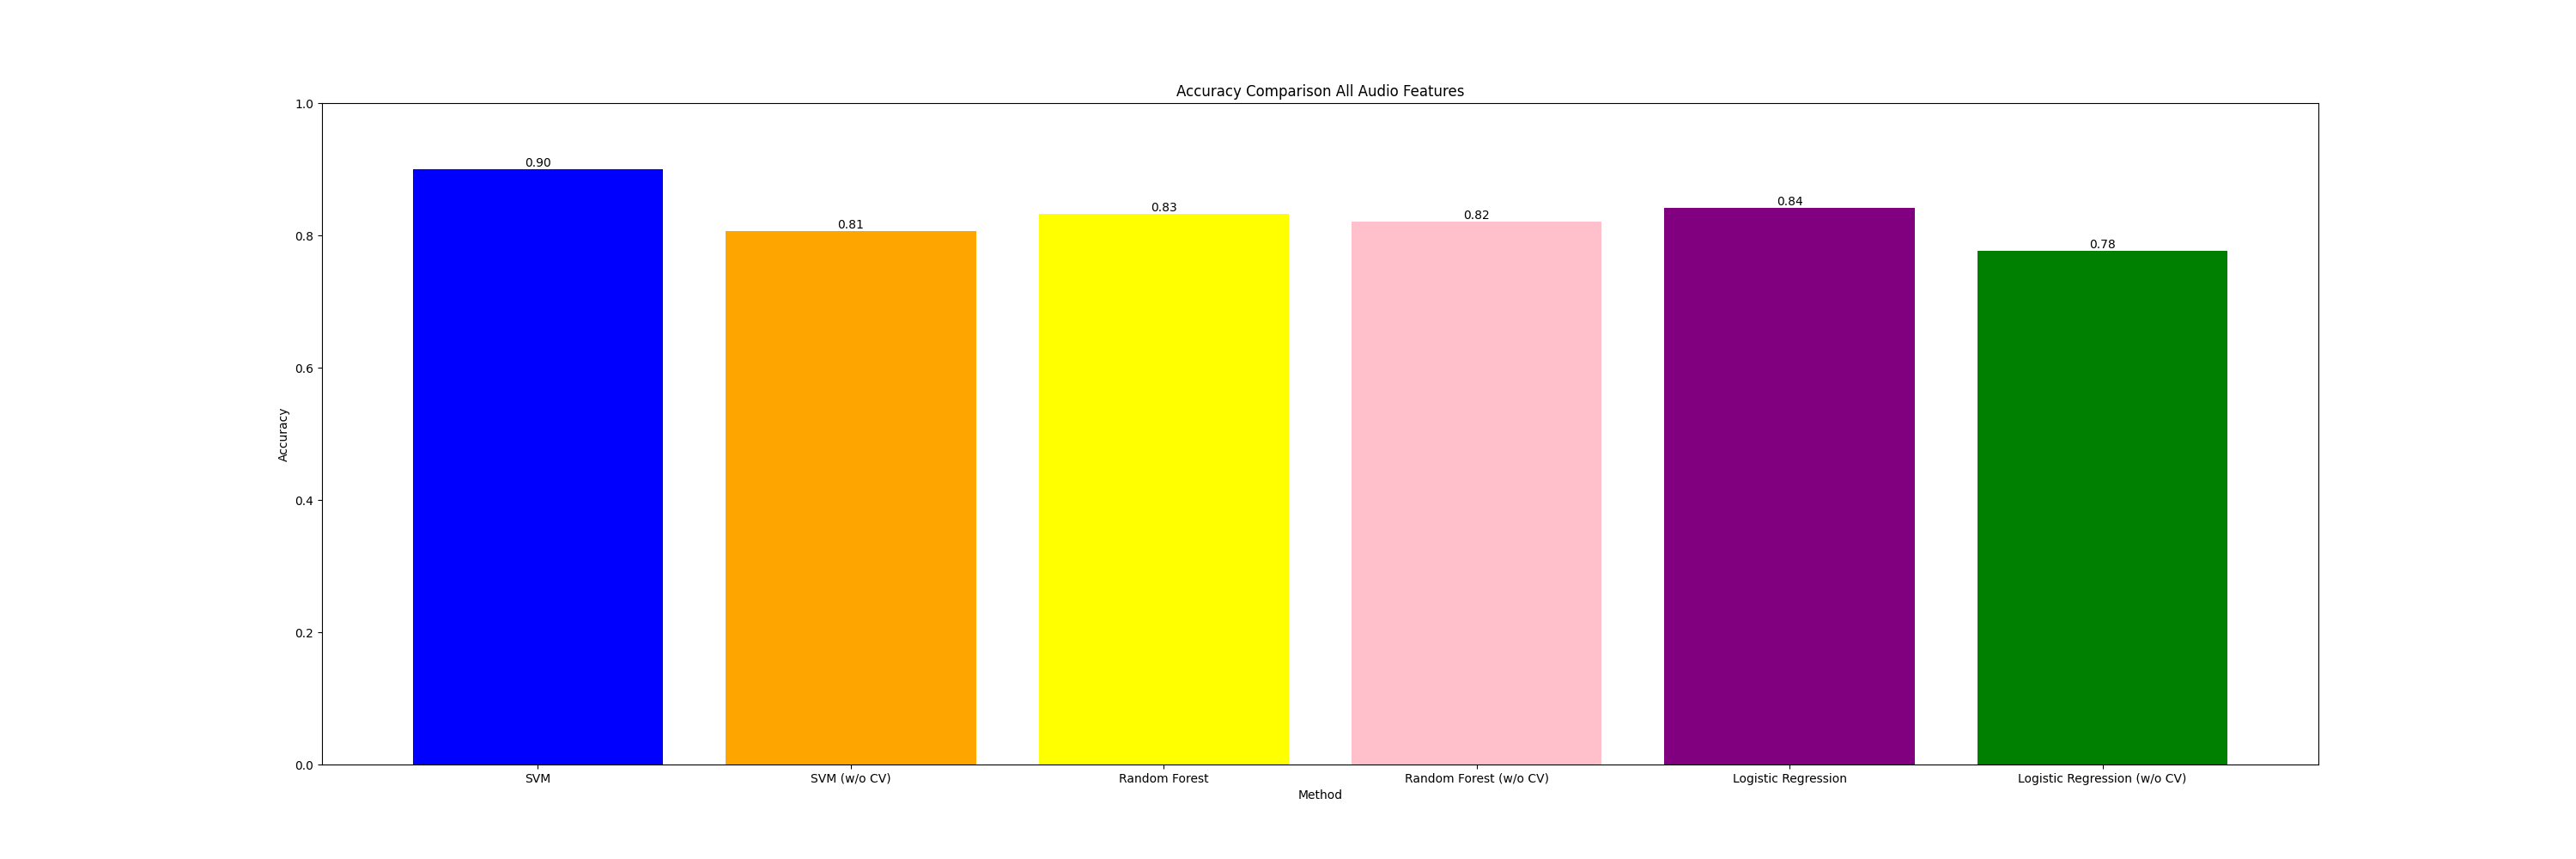 Accuracy Comparison All Audio Features
1.0
0.8
0.6
0.4
0.2
0.0
Accuracy
0.90
0.81
0.83
0.82
0.84
0.78
SVM
SVM (w/o CV)
Random Forest
Random Forest (w/o CV)
Logistic Regression
Logistic Regression (w/o CV)
Method